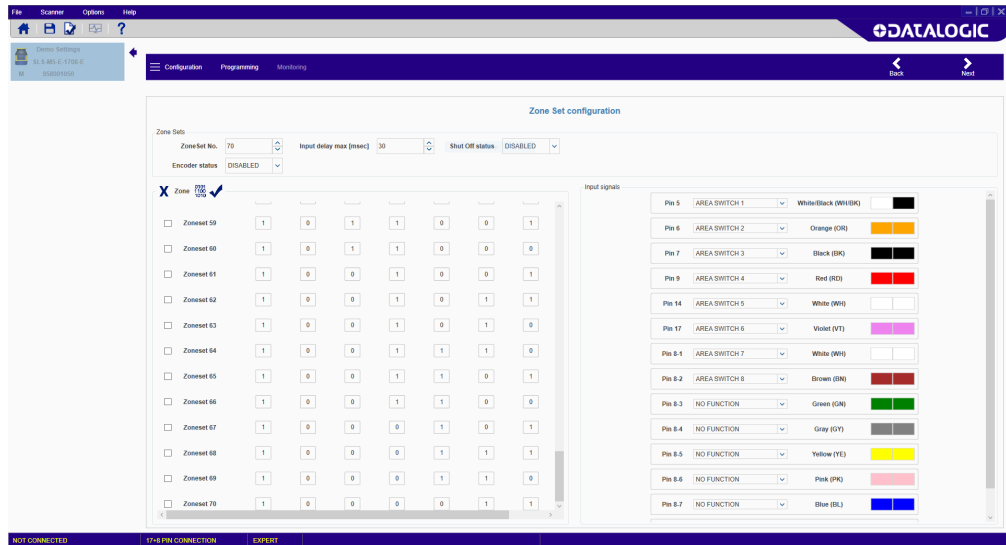 File Scanner Options Help
DATALOGIC
Demo Settings
958001050
Configuration Programming Monitoring Back Next
Zone Set configuration
Zone Sets
ZoneSet No. 70 Input delay max [msec] 30 Shut Off status DISABLED
Encoder status DISABLED
X Zone
Input signals
Zoneset 59 1 0 1 1 0 0 1
Zoneset 60 1 0 1 1 0 0 0
Zoneset 61 1 0 0 1 0 0 1
Zoneset 62 1 0 0 1 0 1 1
Zoneset 63 1 0 0 1 0 1 0
Zoneset 64 1 0 0 1 1 1 0
Zoneset 65 1 0 0 1 1 0 1
Zoneset 66 1 0 0 1 1 0 0
Zoneset 67 1 0 0 0 1 0 1
Zoneset 68 1 0 0 0 1 1 1
Zoneset 69 1 0 0 0 1 1 0
Zoneset 70 1 0 0 0 0 1 1
Pin 5 AREA SWITCH 1 White/Black (WH/BK)
Pin 6 AREA SWITCH 2 Orange (OR)
Pin 7 AREA SWITCH 3 Black (BK)
Pin 9 AREA SWITCH 4 Red (RD)
Pin 14 AREA SWITCH 5 White (WH)
Pin 17 AREA SWITCH 6 Violet (VT)
Pin 8-1 AREA SWITCH 7 White (WH)
Pin 8-2 AREA SWITCH 8 Brown (BN)
Pin 8-3 NO FUNCTION Green (GN)
Pin 8-4 NO FUNCTION Gray (GY)
Pin 8-5 NO FUNCTION Yellow (YE)
Pin 8-6 NO FUNCTION Pink (PK)
Pin 8-7 NO FUNCTION Blue (BL)
NOT CONNECTED 17+8 PIN CONNECTION EXPERT